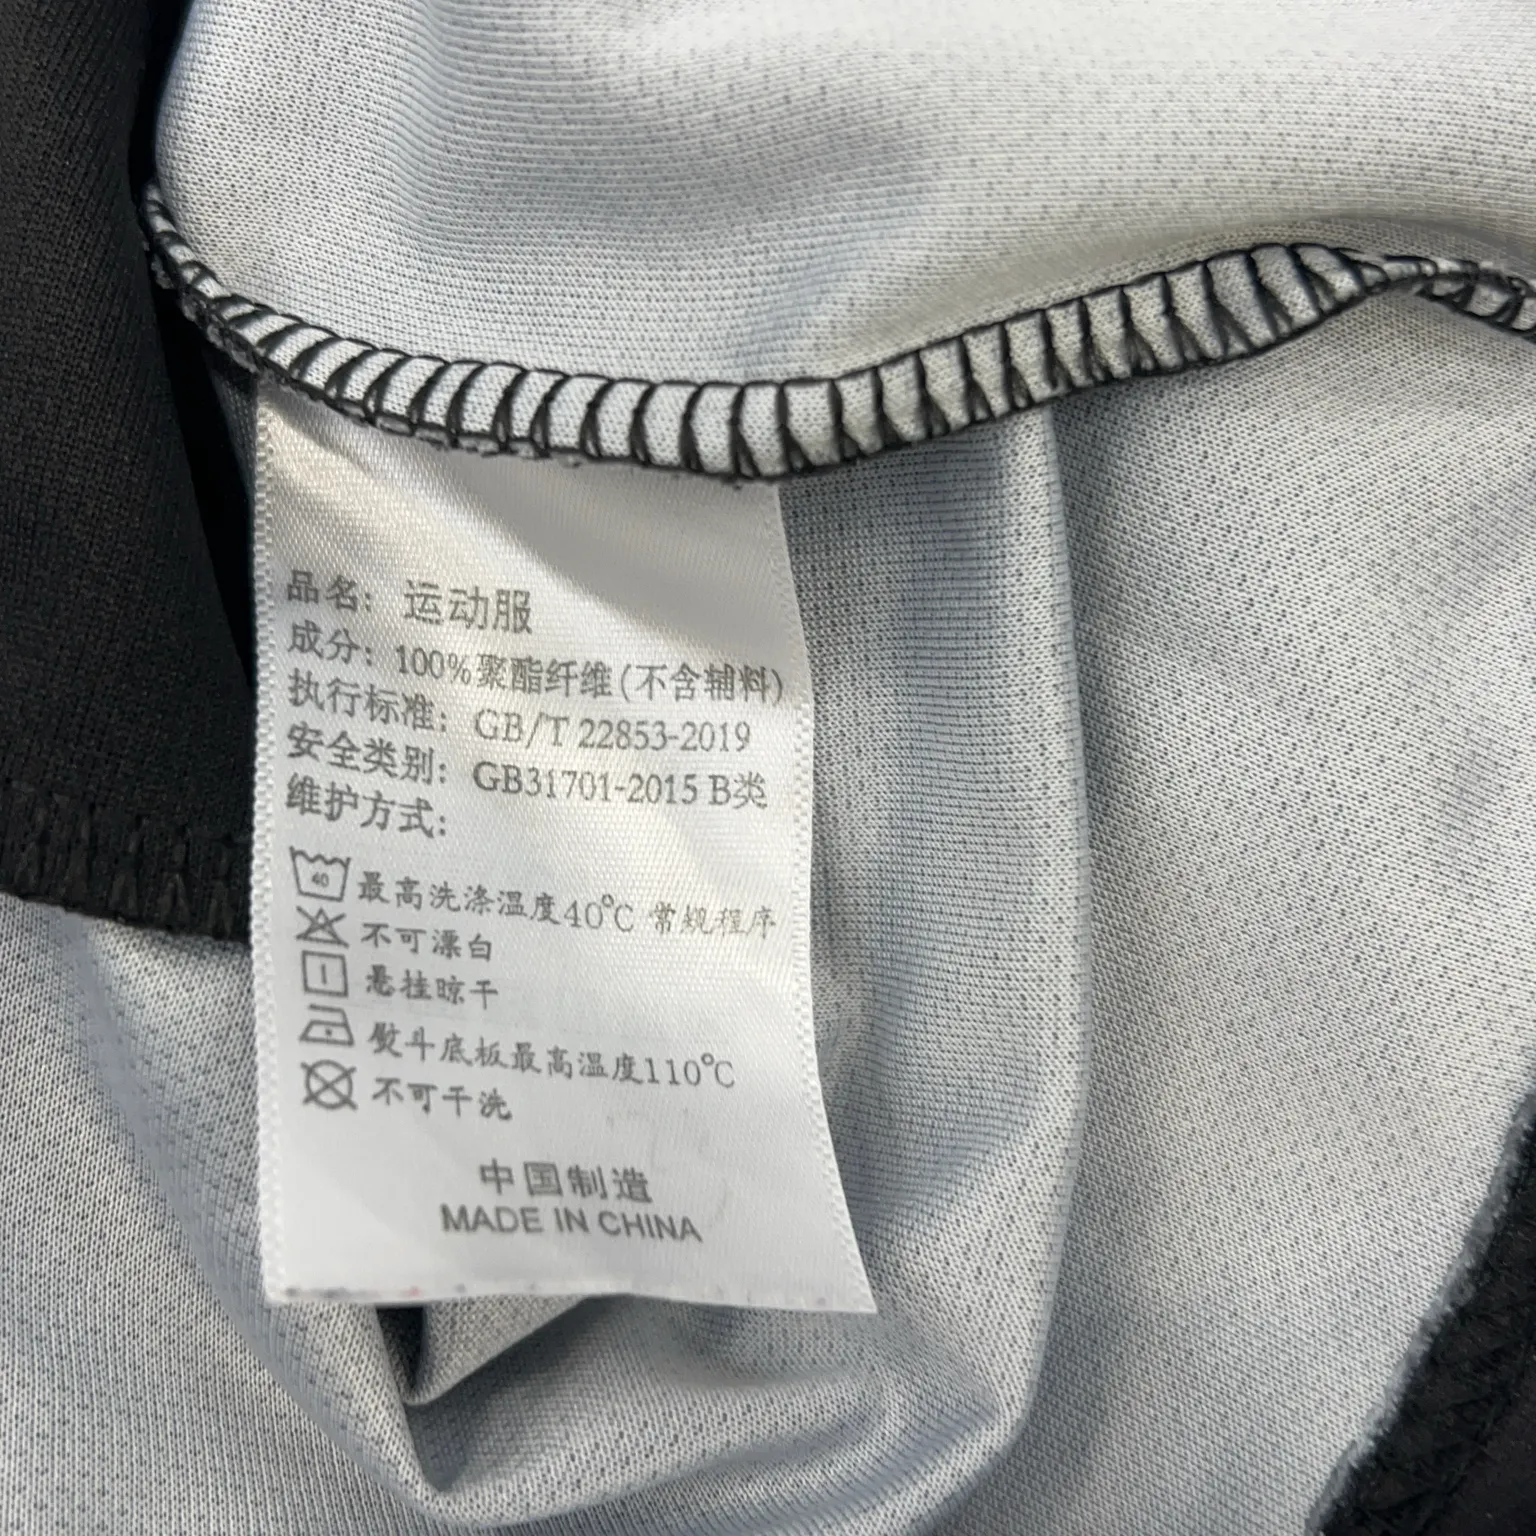 品名：运动服
成分：100%聚酯纤维(不含辅料)
执行标准：GB/T 22853-2019
安全类别：GB31701-2015 B类
维护方式：
40 最高洗涤温度40℃ 常规程序
不可漂白
悬挂晾干
熨斗底板最高温度110℃
不可干洗
中国制造
MADE IN CHINA